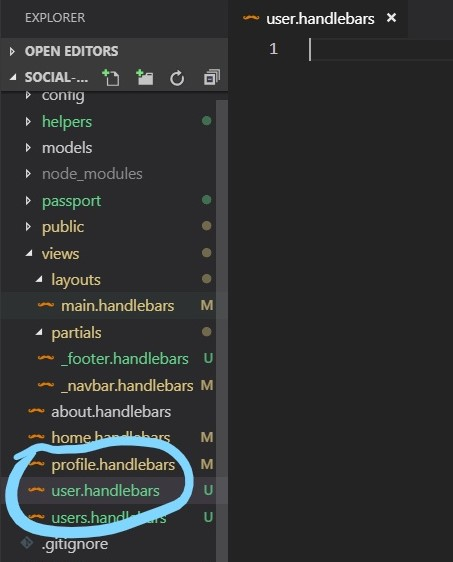 EXPLORER
user.handlebars ×
OPEN EDITORS
1
SOCIAL-...
config
helpers
models
node_modules
passport
public
views
layouts
main.handlebars M
partials
_footer.handlebars U
_navbar.handlebars M
about.handlebars
home.handlebars M
profile.handlebars M
user.handlebars U
users.handlebars U
.gitignore